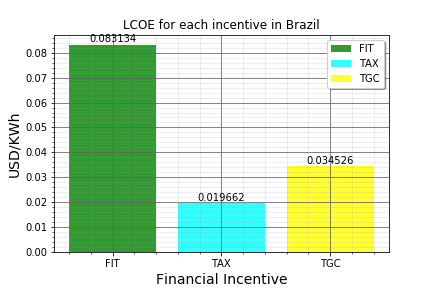 LCOE for each incentive in Brazil
0.083134
FIT
TAX
TGC
0.08
0.07
0.06
0.05
0.04
0.034526
0.03
0.019662
0.02
0.01
0.00
USD/KWh
FIT TAX TGC
Financial Incentive